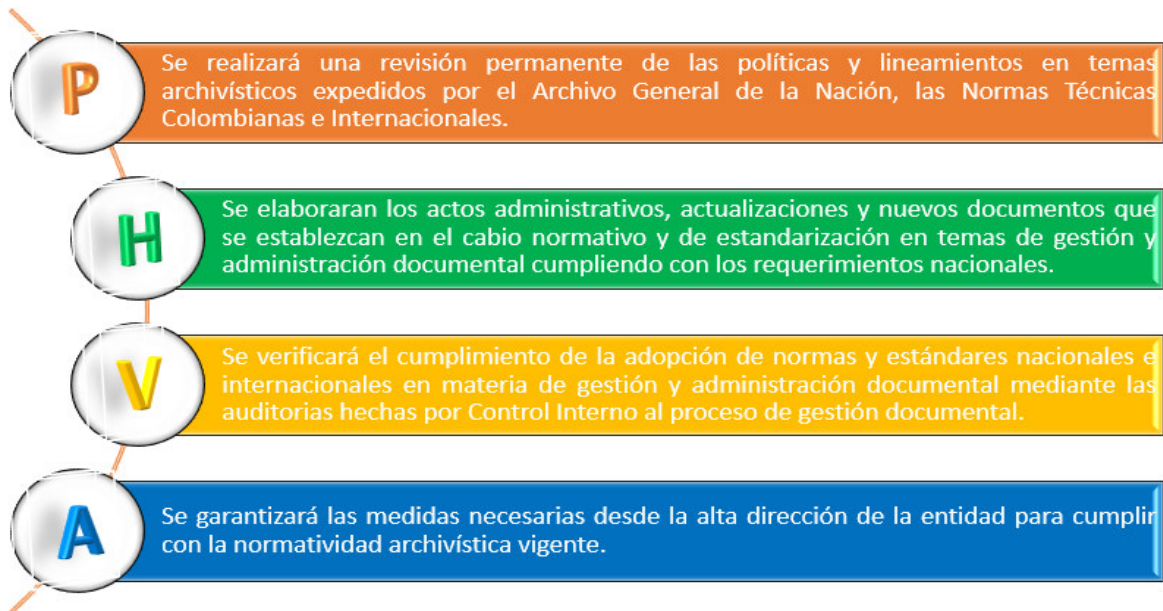 P
Se realizará una revisión permanente de las políticas y lineamientos en temas
archivísticos expedidos por el Archivo General de la Nación, las Normas Técnicas
Colombianas e Internacionales.
H
Se elaboraran los actos administrativos, actualizaciones y nuevos documentos que
se establezcan en el cabio normativo y de estandarización en temas de gestión y
administración documental cumpliendo con los requerimientos nacionales.
V
Se verificará el cumplimiento de la adopción de normas y estándares nacionales e
internacionales en materia de gestión y administración documental mediante las
auditorias hechas por Control Interno al proceso de gestión documental.
A
Se garantizará las medidas necesarias desde la alta dirección de la entidad para cumplir
con la normatividad archivística vigente.